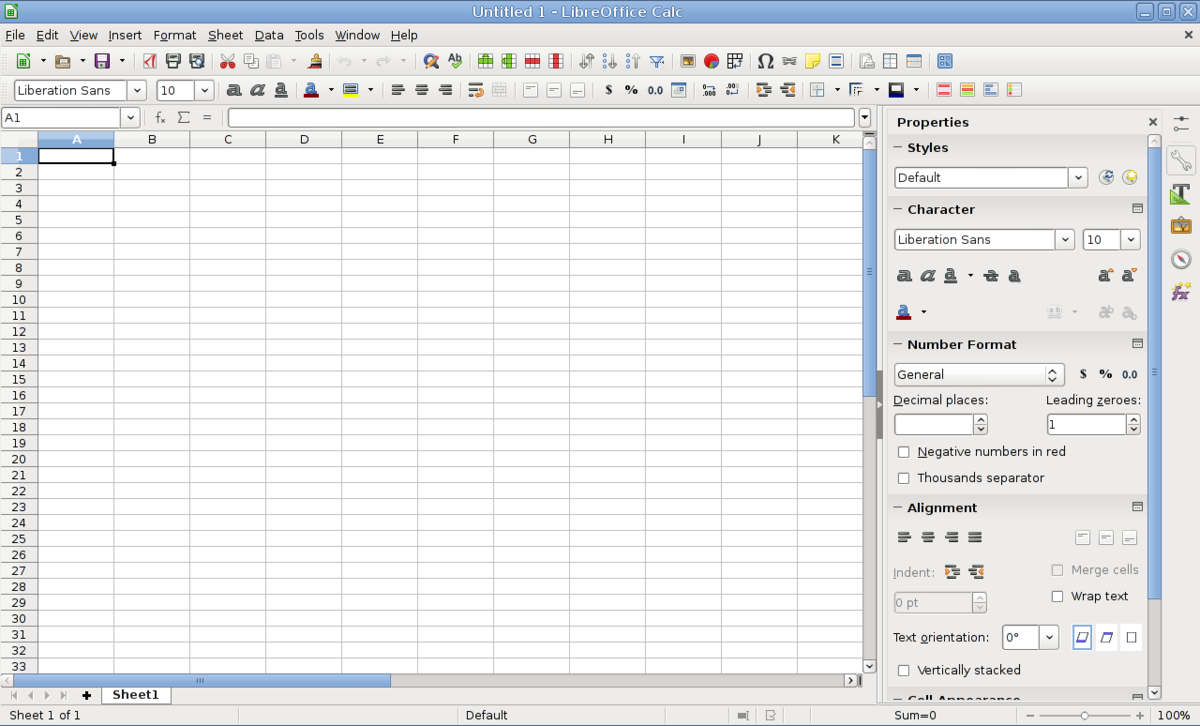 Untitled 1 - LibreOffice Calc
File Edit View Insert Format Sheet Data Tools Window Help
Liberation Sans 10 a a a a $ % 0.0
A1 fx Σ =
A B C D E F G H I J K
1
2
3
4
5
6
7
8
9
10
11
12
13
14
15
16
17
18
19
20
21
22
23
24
25
26
27
28
29
30
31
32
33
Properties
Styles
Default
Character
Liberation Sans 10
a a a a a a a
a ab
Number Format
General $ % 0.0
Decimal places: Leading zeroes:
1
Negative numbers in red
Thousands separator
Alignment
Indent: Merge cells
0 pt Wrap text
Text orientation: 0°
Vertically stacked
Cell Appearance
Sheet1
Sheet 1 of 1 Default Sum=0 100%